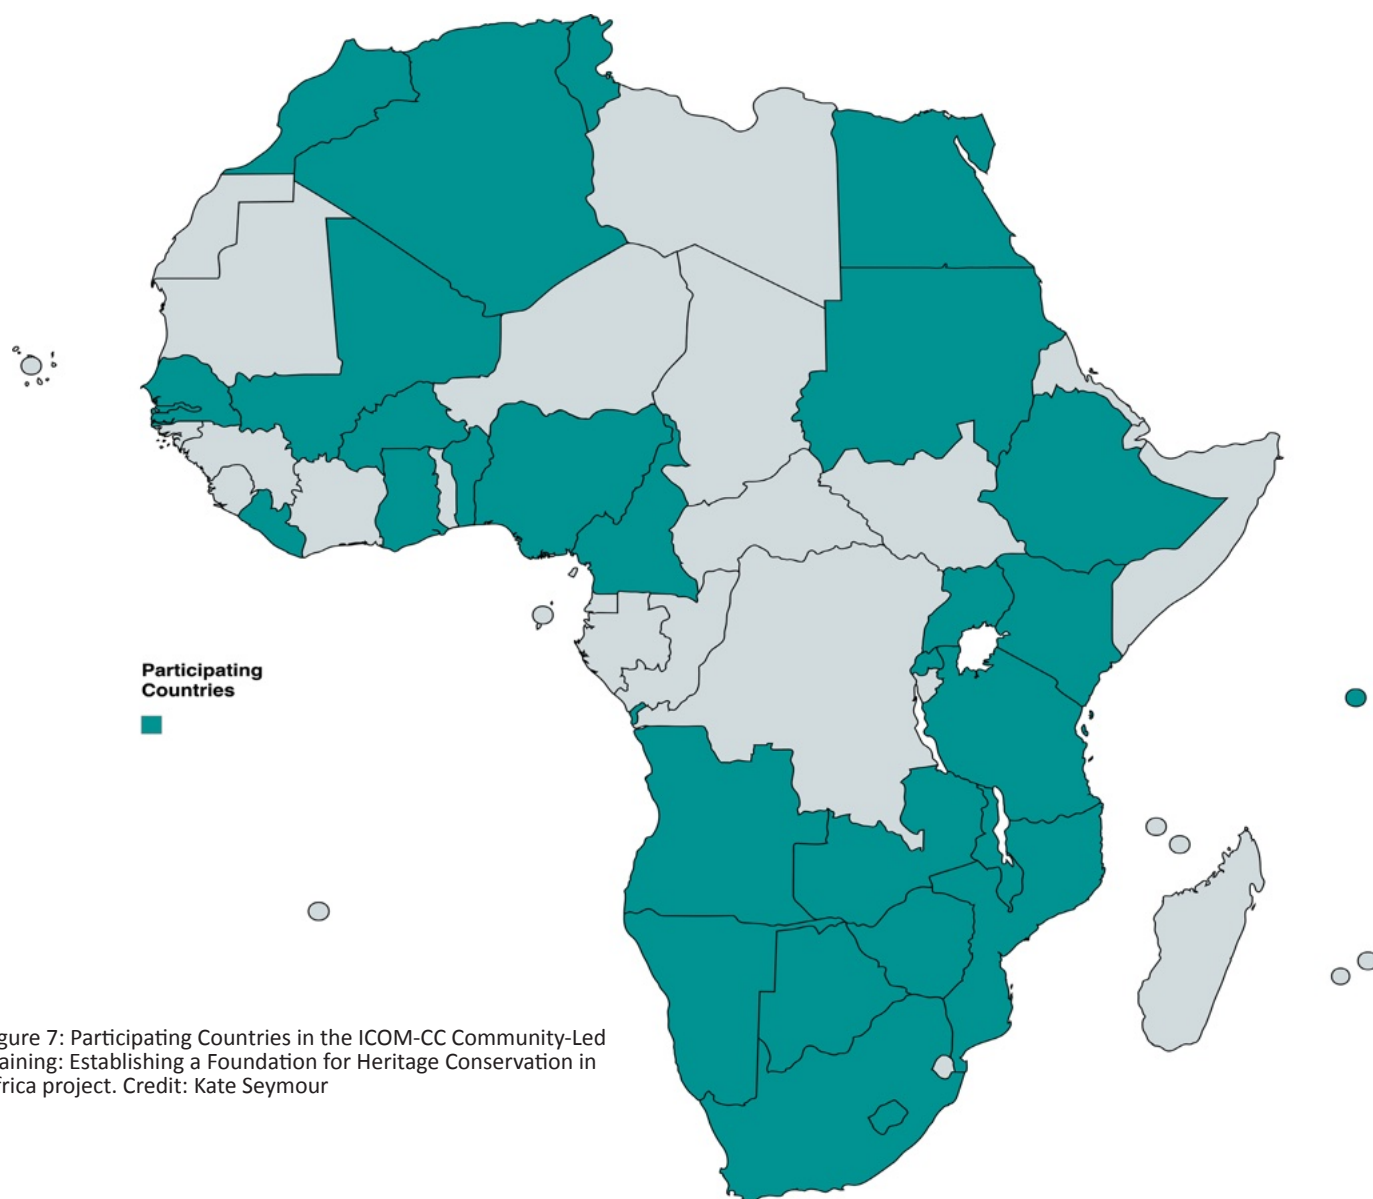 Participating
Countries
gure 7: Participating Countries in the ICOM-CC Community-Led
aining: Establishing a Foundation for Heritage Conservation in
frica project. Credit: Kate Seymour